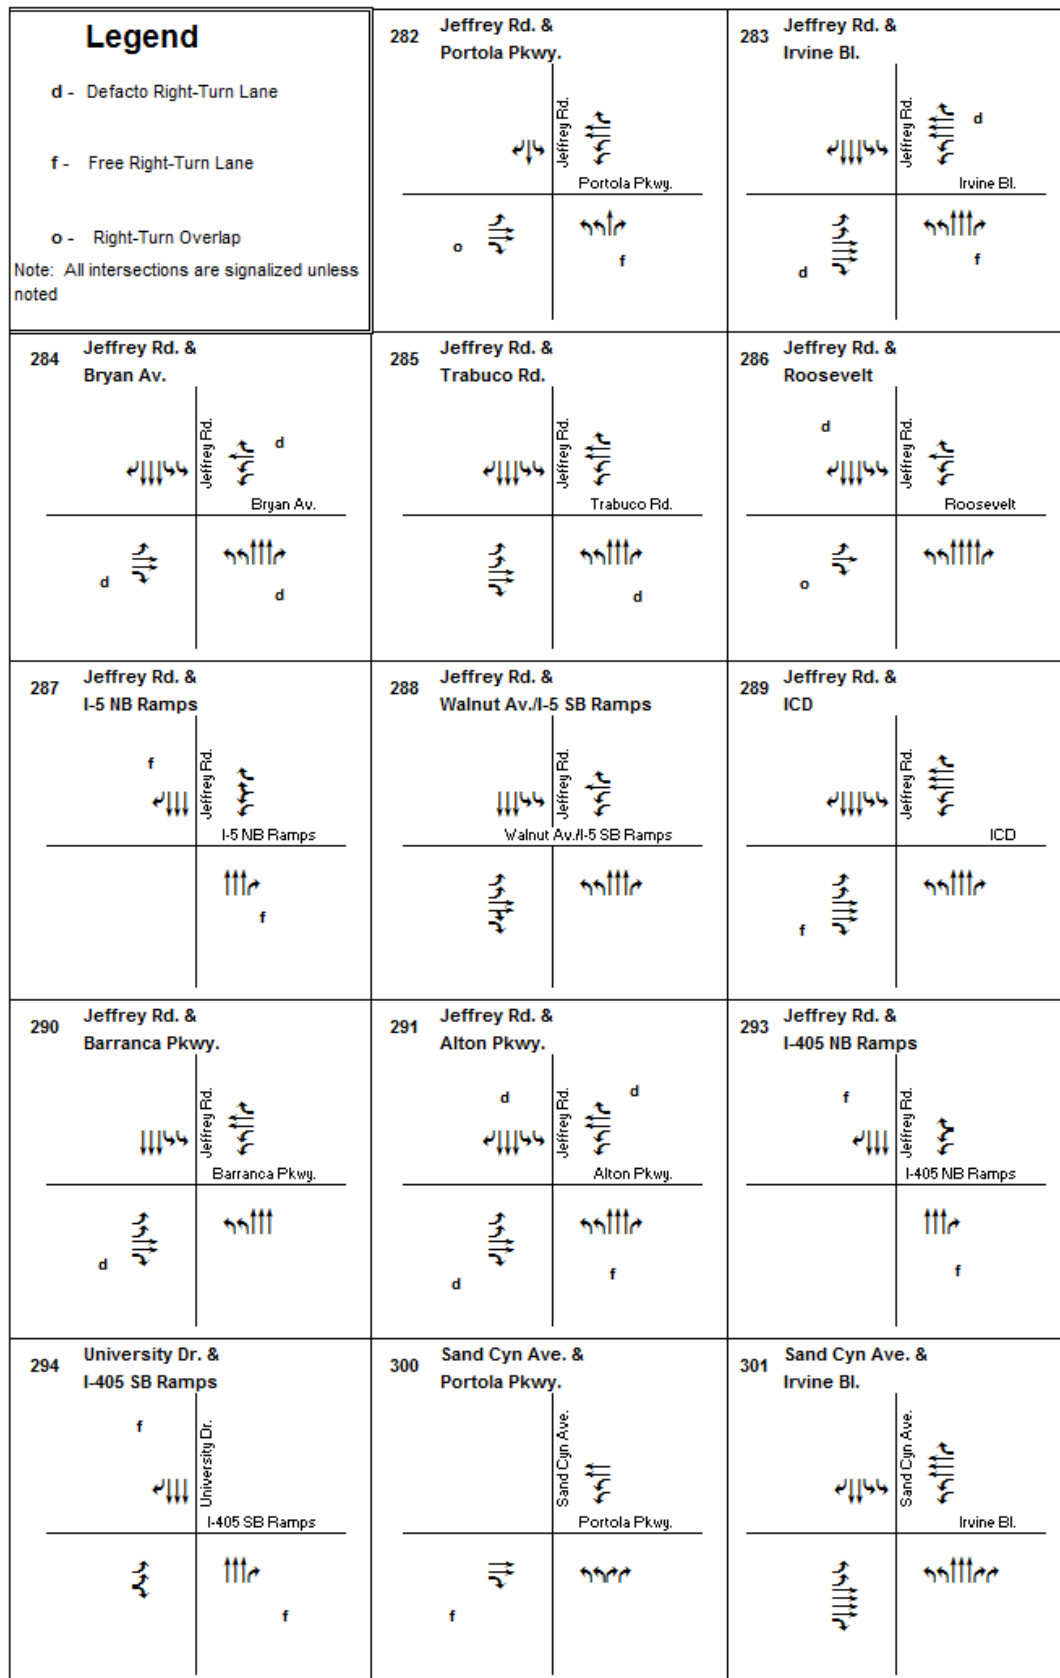 Legend
d - Defacto Right-Turn Lane
f - Free Right-Turn Lane
o - Right-Turn Overlap
Note: All intersections are signalized unless
noted
282 Jeffrey Rd. &
Portola Pkwy.
Jeffrey Rd.
Portola Pkwy.
o
f
283 Jeffrey Rd. &
Irvine Bl.
Jeffrey Rd.
d
Irvine Bl.
d
f
284 Jeffrey Rd. &
Bryan Av.
Jeffrey Rd.
d
Bryan Av.
d
d
285 Jeffrey Rd. &
Trabuco Rd.
Jeffrey Rd.
Trabuco Rd.
d
286 Jeffrey Rd. &
Roosevelt
d
Jeffrey Rd.
Roosevelt
o
287 Jeffrey Rd. &
I-5 NB Ramps
f
Jeffrey Rd.
I-5 NB Ramps
f
288 Jeffrey Rd. &
Walnut Av./I-5 SB Ramps
Jeffrey Rd.
Walnut Av./I-5 SB Ramps
289 Jeffrey Rd. &
ICD
Jeffrey Rd.
ICD
f
290 Jeffrey Rd. &
Barranca Pkwy.
Jeffrey Rd.
Barranca Pkwy.
d
291 Jeffrey Rd. &
Alton Pkwy.
d
Jeffrey Rd.
d
Alton Pkwy.
d
f
293 Jeffrey Rd. &
I-405 NB Ramps
f
Jeffrey Rd.
I-405 NB Ramps
f
294 University Dr. &
I-405 SB Ramps
f
University Dr.
I-405 SB Ramps
f
300 Sand Cyn Ave. &
Portola Pkwy.
Sand Cyn Ave.
Portola Pkwy.
f
301 Sand Cyn Ave. &
Irvine Bl.
Sand Cyn Ave.
Irvine Bl.